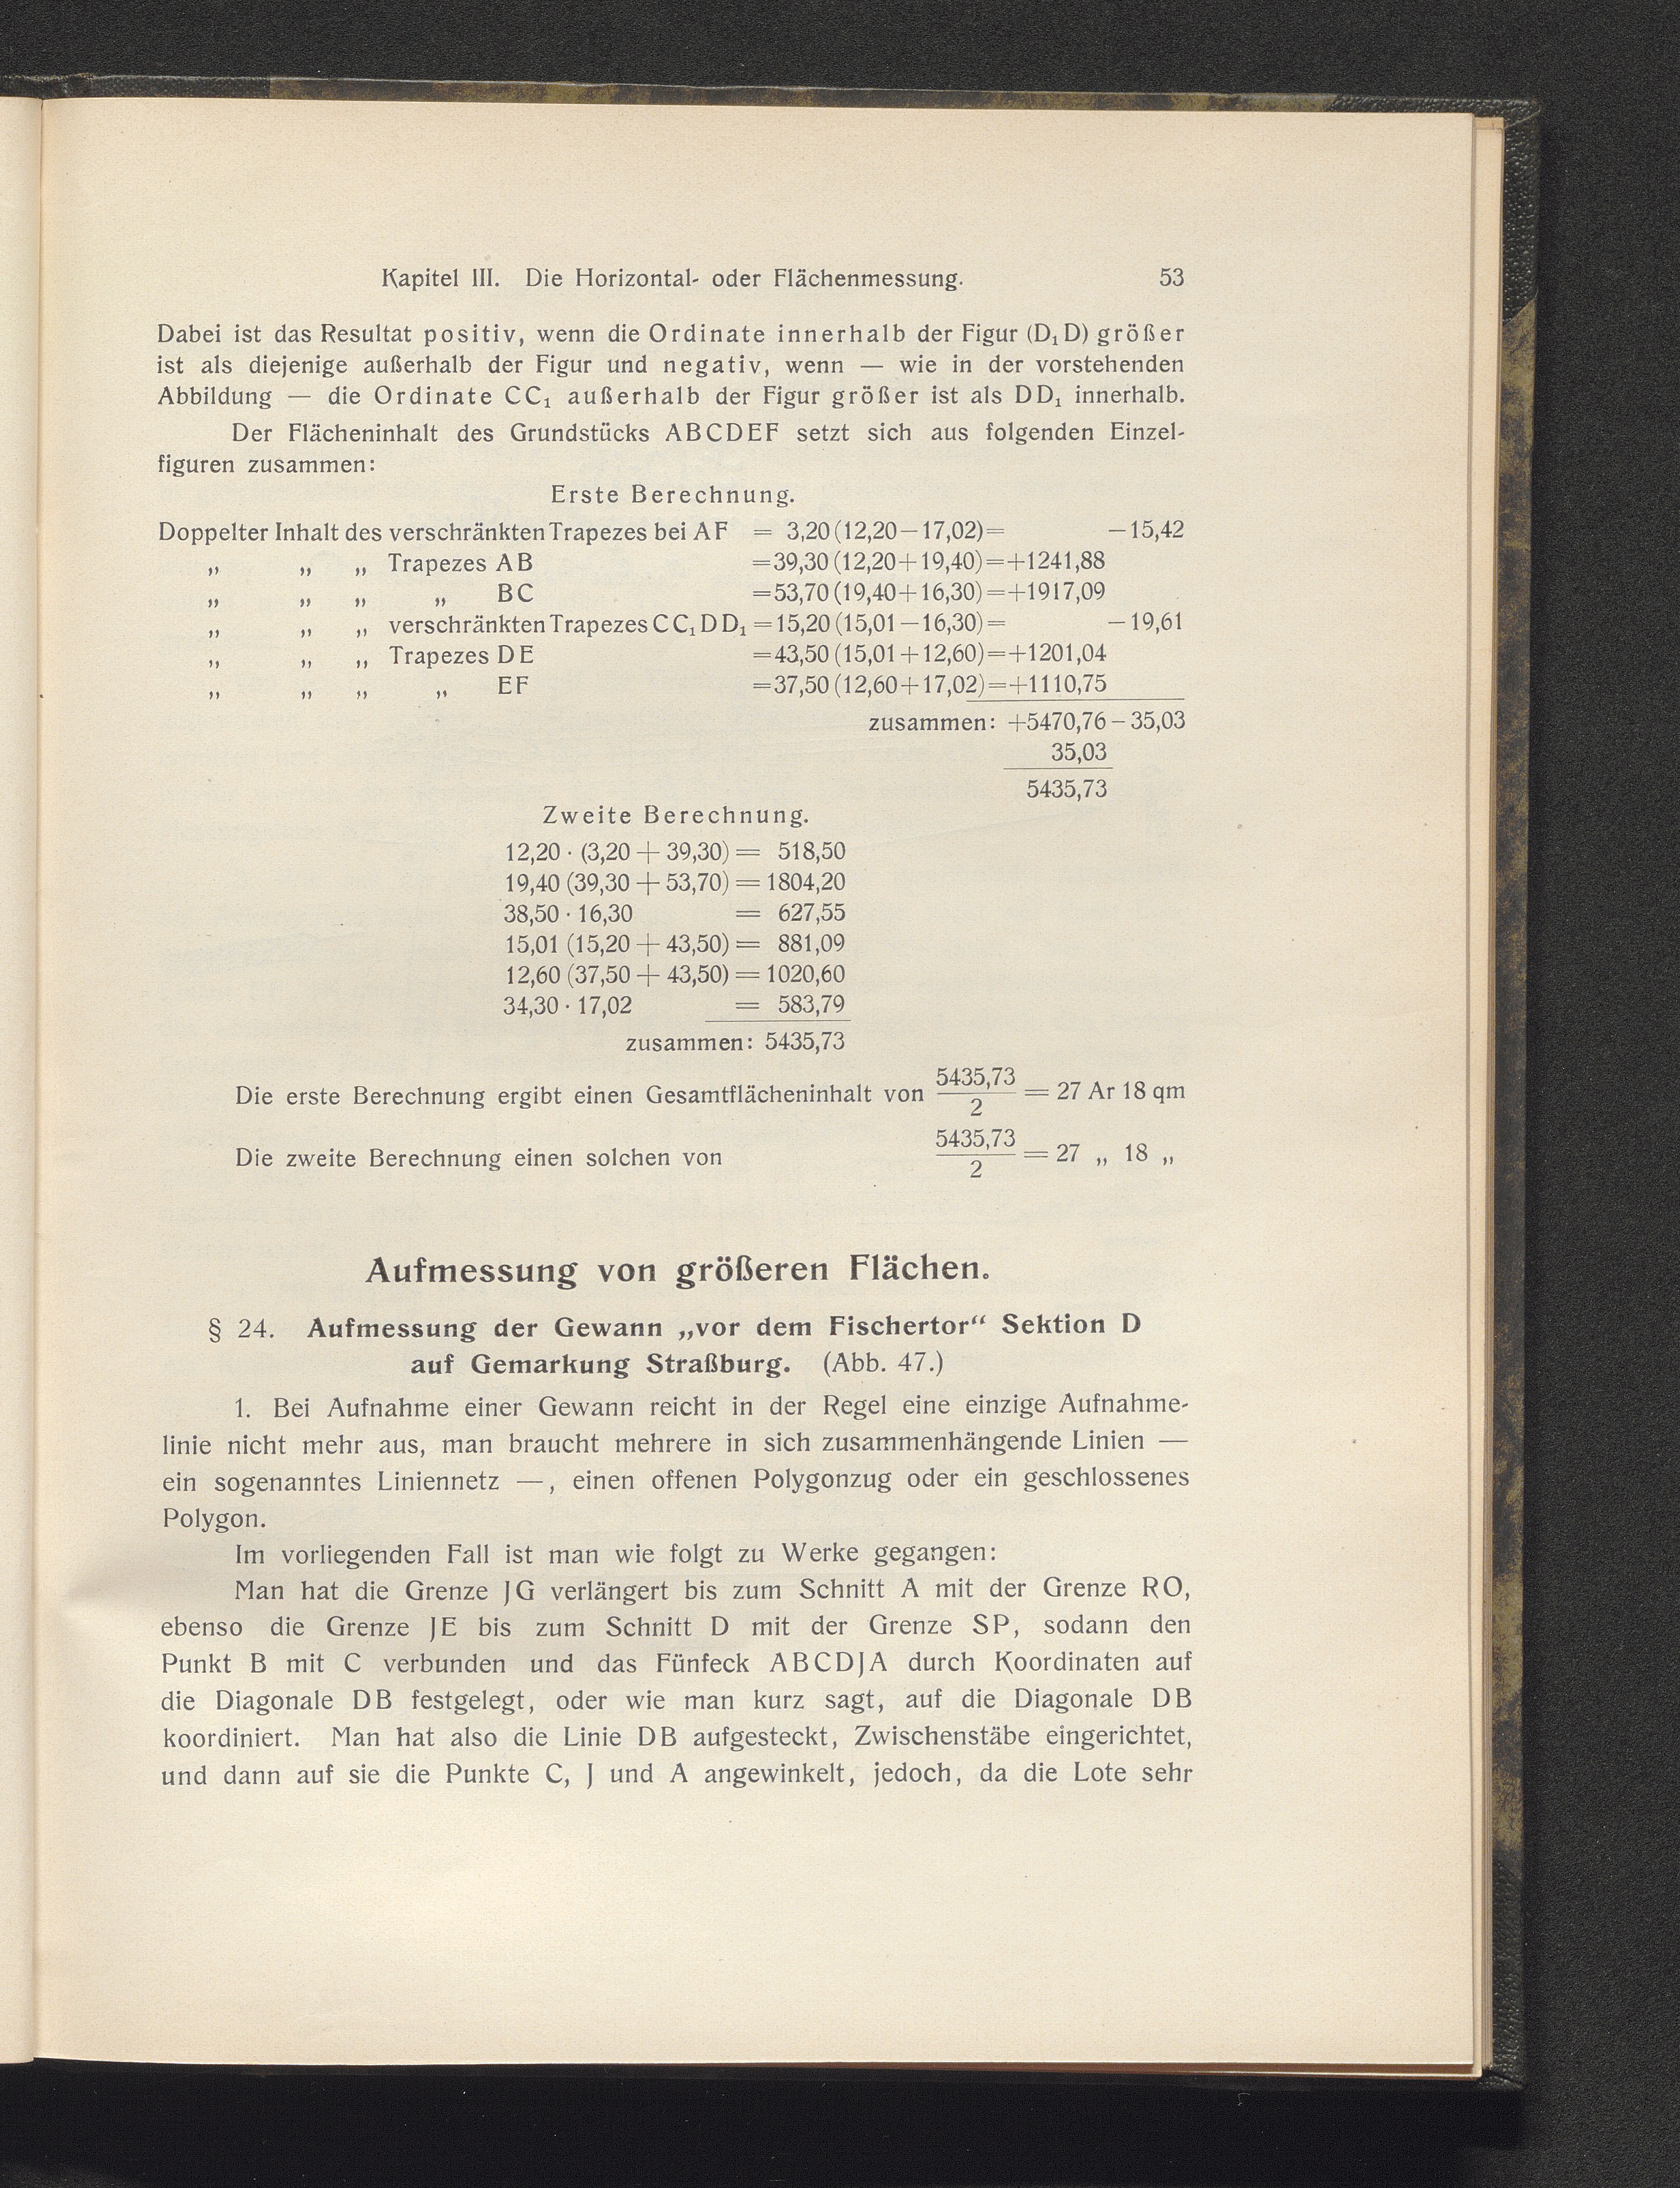 Kapitel III. Die Horizontal- oder Flächenmessung. 53
Dabei ist das Resultat positiv, wenn die Ordinate innerhalb der Figur (D₁ D) größer
ist als diejenige außerhalb der Figur und negativ, wenn — wie in der vorstehenden
Abbildung — die Ordinate CC₁ außerhalb der Figur größer ist als DD₁ innerhalb.
Der Flächeninhalt des Grundstücks ABCDEF setzt sich aus folgenden Einzel-
figuren zusammen:
Erste Berechnung.
Doppelter Inhalt des verschränkten Trapezes bei AF = 3,20 (12,20 − 17,02) = − 15,42
„ „ „ Trapezes AB = 39,30 (12,20 + 19,40) = +1241,88
„ „ „ „ BC = 53,70 (19,40 + 16,30) = +1917,09
„ „ „ verschränkten Trapezes CC₁DD₁ = 15,20 (15,01 − 16,30) = − 19,61
„ „ „ Trapezes DE = 43,50 (15,01 + 12,60) = +1201,04
„ „ „ „ EF = 37,50 (12,60 + 17,02) = +1110,75
zusammen: +5470,76 − 35,03
35,03
5435,73
Zweite Berechnung.
12,20 · (3,20 + 39,30) = 518,50
19,40 (39,30 + 53,70) = 1804,20
38,50 · 16,30 = 627,55
15,01 (15,20 + 43,50) = 881,09
12,60 (37,50 + 43,50) = 1020,60
34,30 · 17,02 = 583,79
zusammen: 5435,73
Die erste Berechnung ergibt einen Gesamtflächeninhalt von 5435,73/2 = 27 Ar 18 qm
Die zweite Berechnung einen solchen von 5435,73/2 = 27 „ 18 „
Aufmessung von größeren Flächen.
§ 24. Aufmessung der Gewann „vor dem Fischertor“ Sektion D
auf Gemarkung Straßburg. (Abb. 47.)
1. Bei Aufnahme einer Gewann reicht in der Regel eine einzige Aufnahme-
linie nicht mehr aus, man braucht mehrere in sich zusammenhängende Linien —
ein sogenanntes Liniennetz —, einen offenen Polygonzug oder ein geschlossenes
Polygon.
Im vorliegenden Fall ist man wie folgt zu Werke gegangen:
Man hat die Grenze JG verlängert bis zum Schnitt A mit der Grenze RO,
ebenso die Grenze JE bis zum Schnitt D mit der Grenze SP, sodann den
Punkt B mit C verbunden und das Fünfeck ABCDJA durch Koordinaten auf
die Diagonale DB festgelegt, oder wie man kurz sagt, auf die Diagonale DB
koordiniert. Man hat also die Linie DB aufgesteckt, Zwischenstäbe eingerichtet,
und dann auf sie die Punkte C, J und A angewinkelt, jedoch, da die Lote sehr